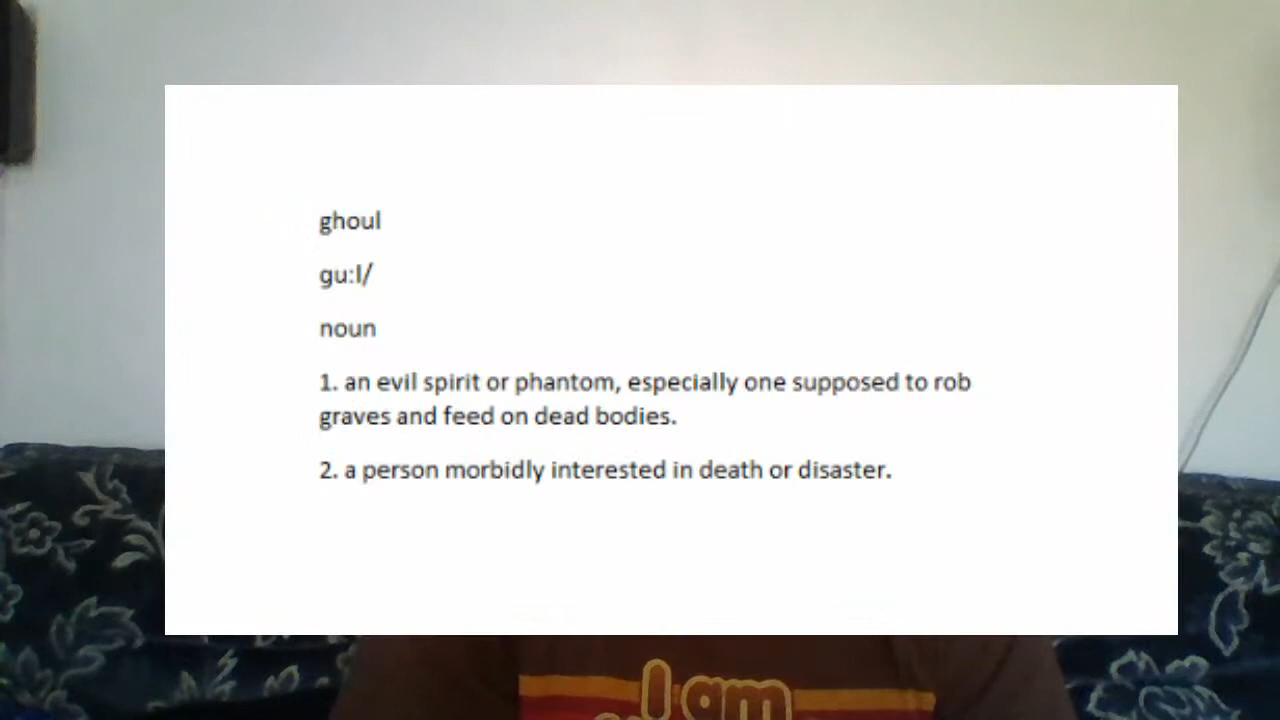 ghoul
gu:l/
noun
1. an evil spirit or phantom, especially one supposed to rob
graves and feed on dead bodies.
2. a person morbidly interested in death or disaster.
I am